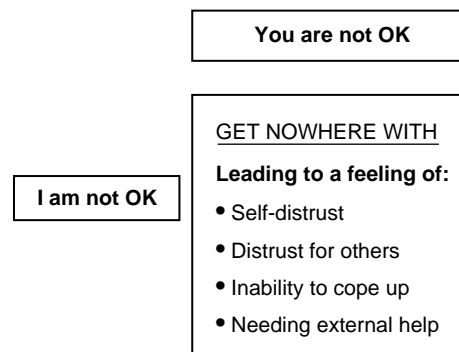 You are not OK
GET NOWHERE WITH
Leading to a feeling of:
I am not OK
• Self-distrust
• Distrust for others
• Inability to cope up
• Needing external help